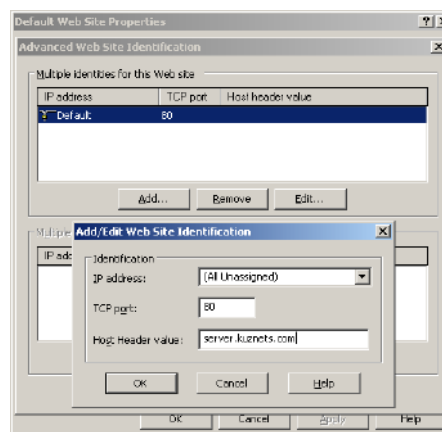 Default Web Site Properties
Advanced Web Site Identification
Multiple identities for this Web site
IP address TCP port Host header value
Default 80
Add... Remove Edit...
Multiple
Add/Edit Web Site Identification
IP add
Identification
IP address: (All Unassigned)
TCP port: 80
Host Header value: server.kuznets.com
OK Cancel Help
OK Cancel Apply Help